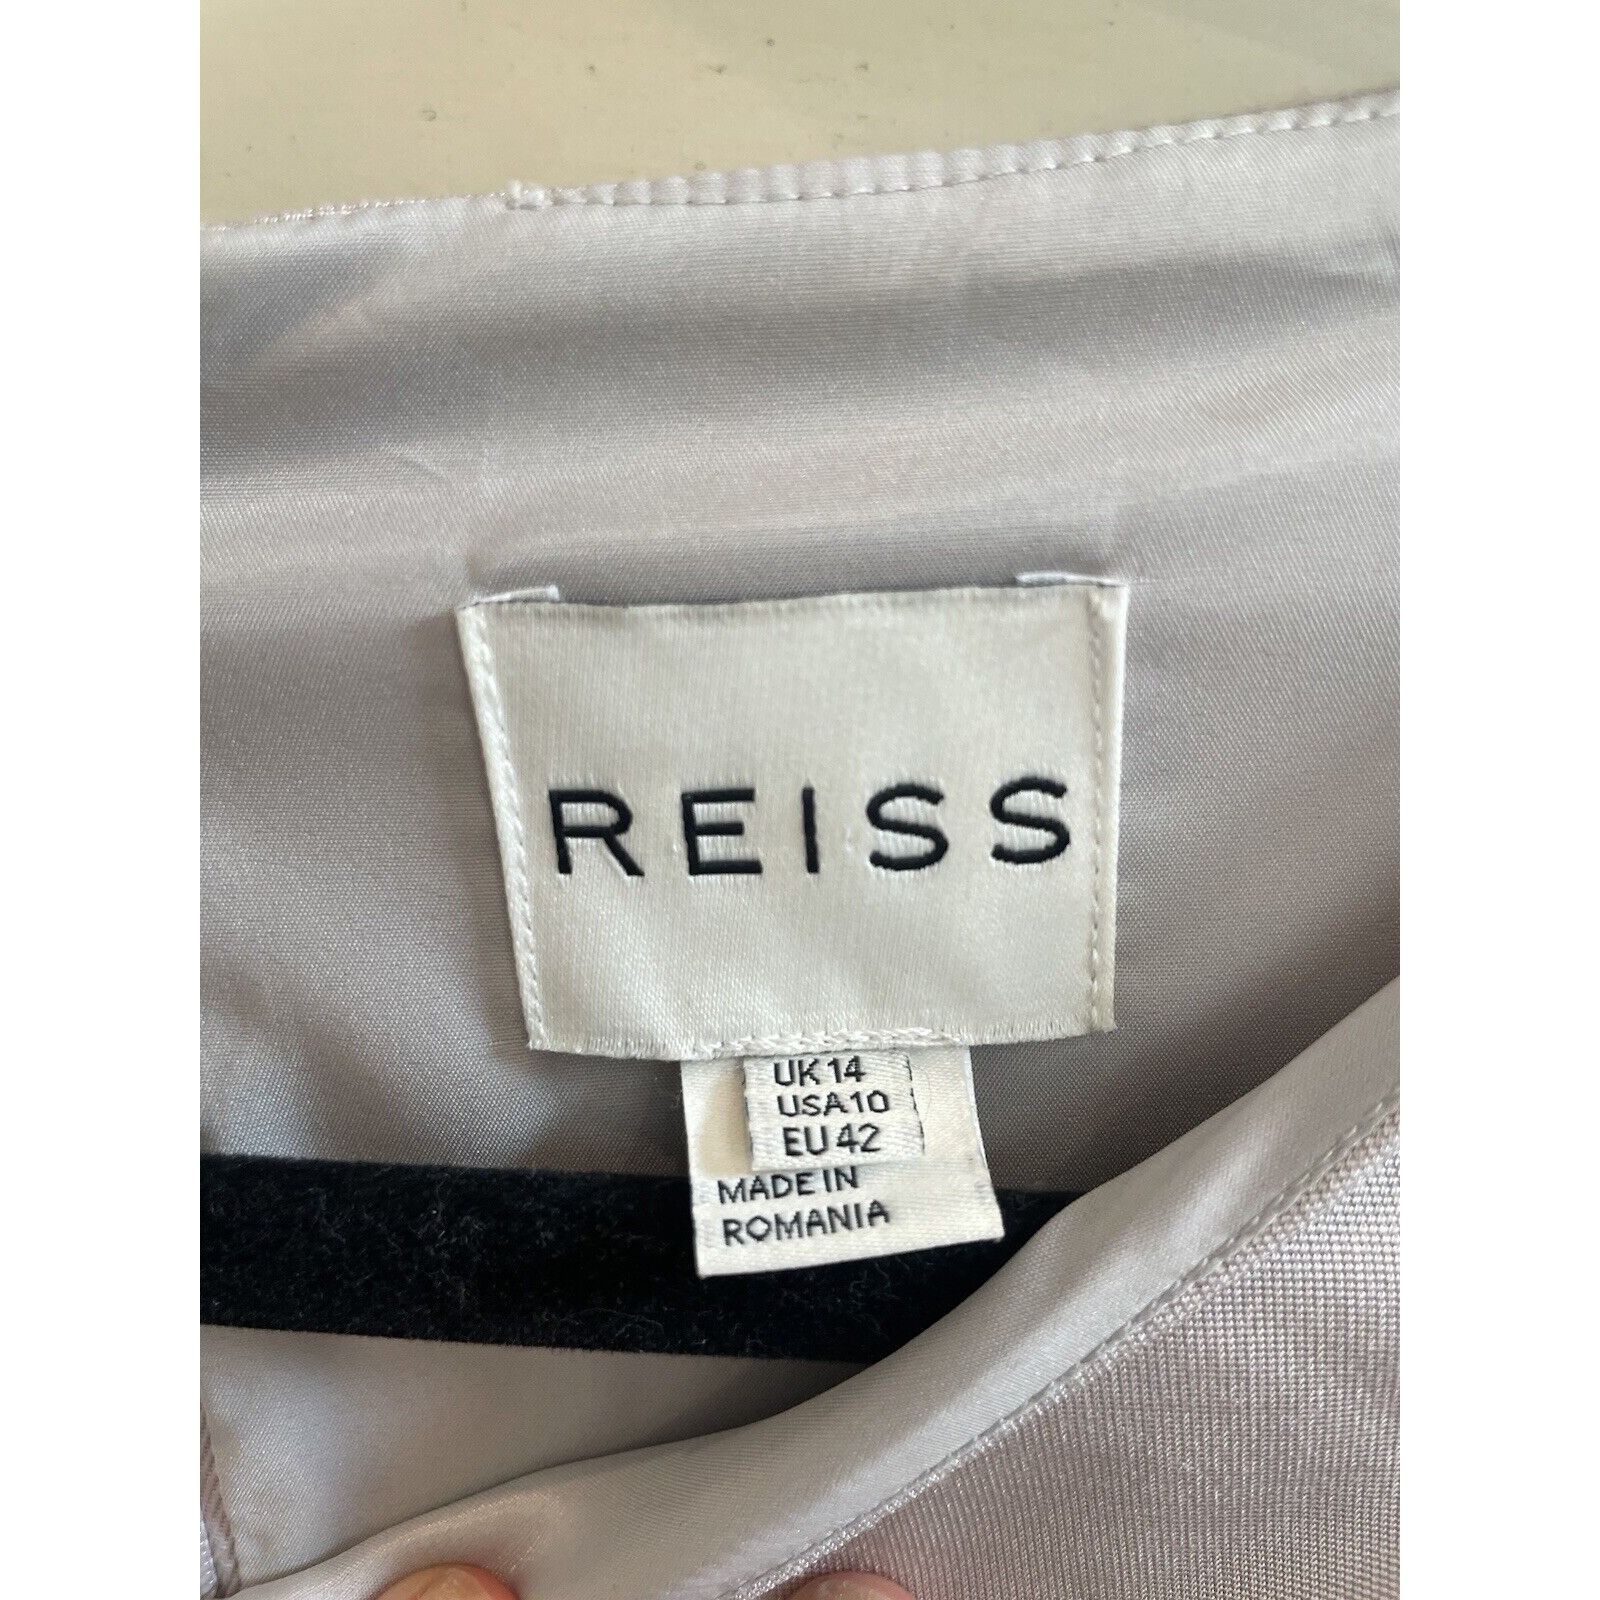 REISS
UK 14
USA 10
EU 42
MADE IN
ROMANIA